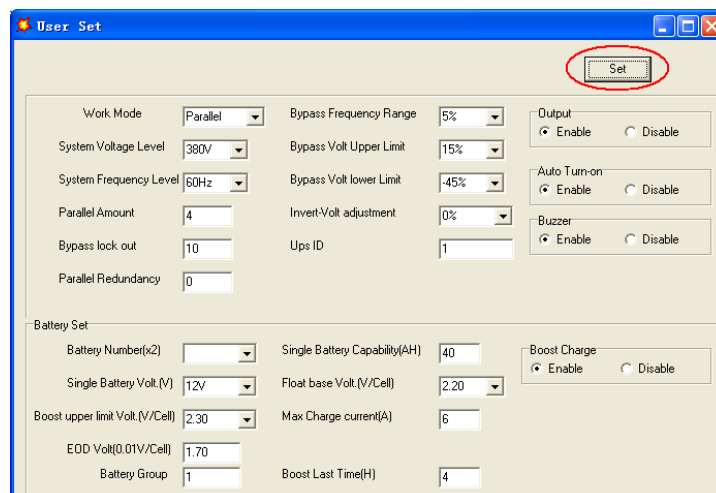 User Set
Set
Work Mode Parallel Bypass Frequency Range 5% Output
Enable Disable
System Voltage Level 380V Bypass Volt Upper Limit 15%
System Frequency Level 60Hz Bypass Volt lower Limit -45% Auto Turn-on
Enable Disable
Parallel Amount 4 Invert-Volt adjustment 0% Buzzer
Enable Disable
Bypass lock out 10 Ups ID 1
Parallel Redundancy 0
Battery Set
Battery Number(x2) Single Battery Capability(AH) 40 Boost Charge
Enable Disable
Single Battery Volt.(V) 12V Float base Volt.(V/Cell) 2.20
Boost upper limit Volt.(V/Cell) 2.30 Max Charge current(A) 6
EOD Volt(0.01V/Cell) 1.70
Battery Group 1 Boost Last Time(H) 4